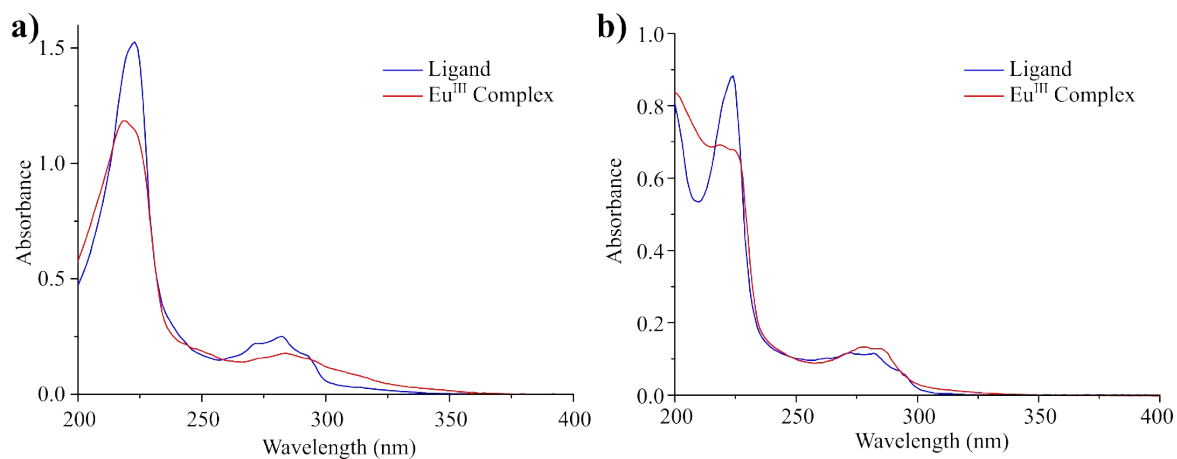 a)
Ligand
Eu^III Complex
Absorbance
1.5
1.0
0.5
0.0
200
250
300
350
400
Wavelength (nm)
b)
Ligand
Eu^III Complex
Absorbance
1.0
0.8
0.6
0.4
0.2
0.0
200
250
300
350
400
Wavelength (nm)